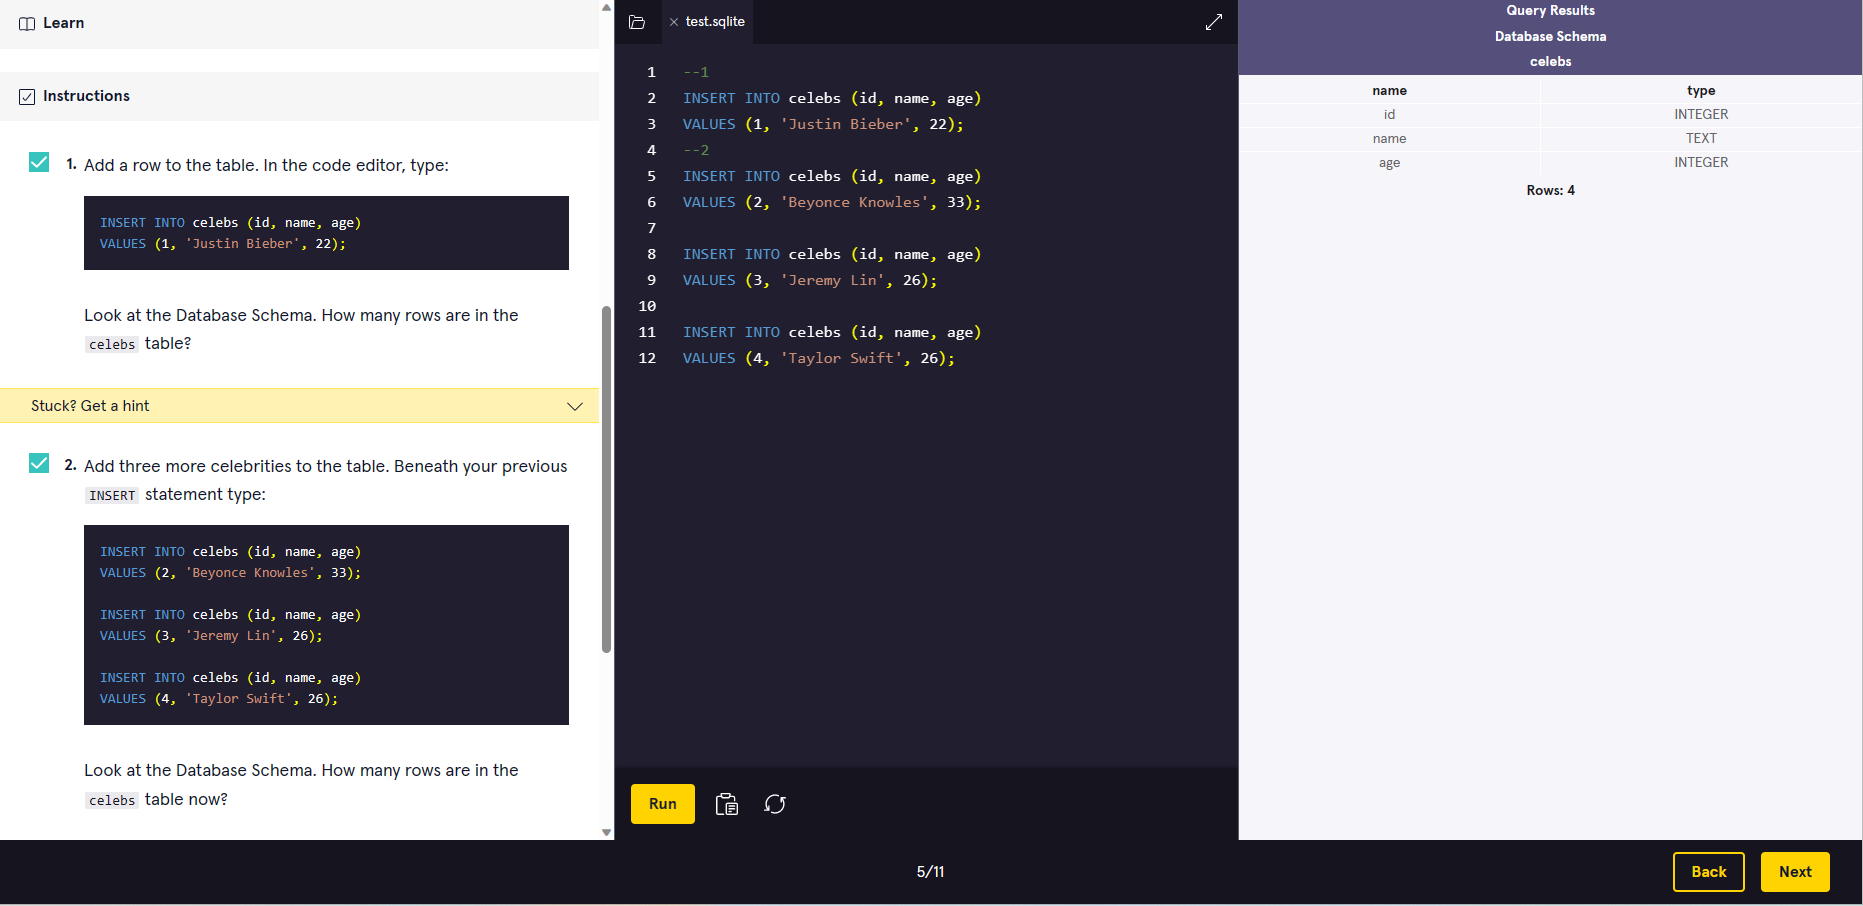 Learn
Instructions
1. Add a row to the table. In the code editor, type:
INSERT INTO celebs (id, name, age)
VALUES (1, 'Justin Bieber', 22);
Look at the Database Schema. How many rows are in the
celebs table?
Stuck? Get a hint
2. Add three more celebrities to the table. Beneath your previous
INSERT statement type:
INSERT INTO celebs (id, name, age)
VALUES (2, 'Beyonce Knowles', 33);
INSERT INTO celebs (id, name, age)
VALUES (3, 'Jeremy Lin', 26);
INSERT INTO celebs (id, name, age)
VALUES (4, 'Taylor Swift', 26);
Look at the Database Schema. How many rows are in the
celebs table now?
test.sqlite
1 --1
2 INSERT INTO celebs (id, name, age)
3 VALUES (1, 'Justin Bieber', 22);
4 --2
5 INSERT INTO celebs (id, name, age)
6 VALUES (2, 'Beyonce Knowles', 33);
7
8 INSERT INTO celebs (id, name, age)
9 VALUES (3, 'Jeremy Lin', 26);
10
11 INSERT INTO celebs (id, name, age)
12 VALUES (4, 'Taylor Swift', 26);
Run
Query Results
Database Schema
celebs
name type
id INTEGER
name TEXT
age INTEGER
Rows: 4
5/11
Back
Next